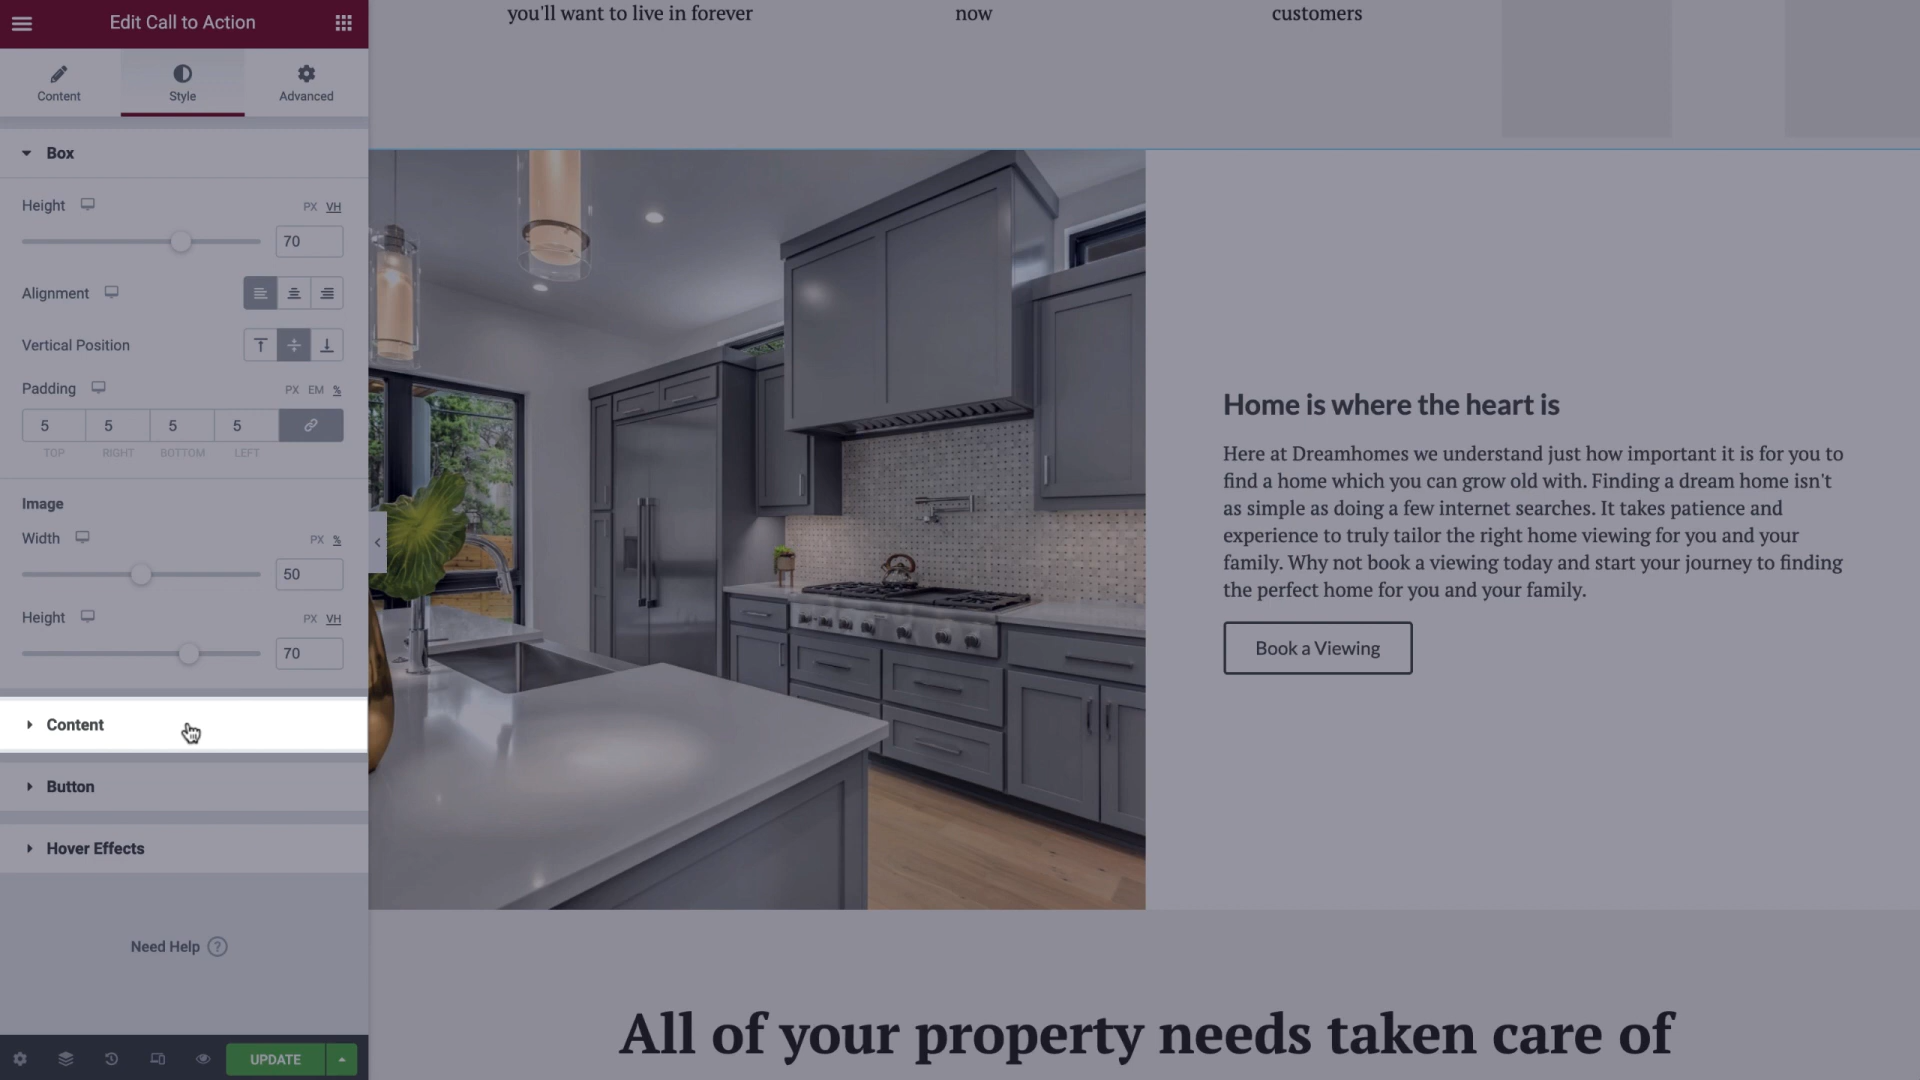 Edit Call to Action
Content
Style
Advanced
Box
Height
PX VH
70
Alignment
Vertical Position
Padding
PX EM %
5 5 5 5
TOP RIGHT BOTTOM LEFT
Image
Width
PX %
50
Height
PX VH
70
Content
Button
Hover Effects
Need Help ?
UPDATE
you'll want to live in forever
now
customers
Home is where the heart is
Here at Dreamhomes we understand just how important it is for you to
find a home which you can grow old with. Finding a dream home isn't
as simple as doing a few internet searches. It takes patience and
experience to truly tailor the right home viewing for you and your
family. Why not book a viewing today and start your journey to finding
the perfect home for you and your family.
Book a Viewing
All of your property needs taken care of